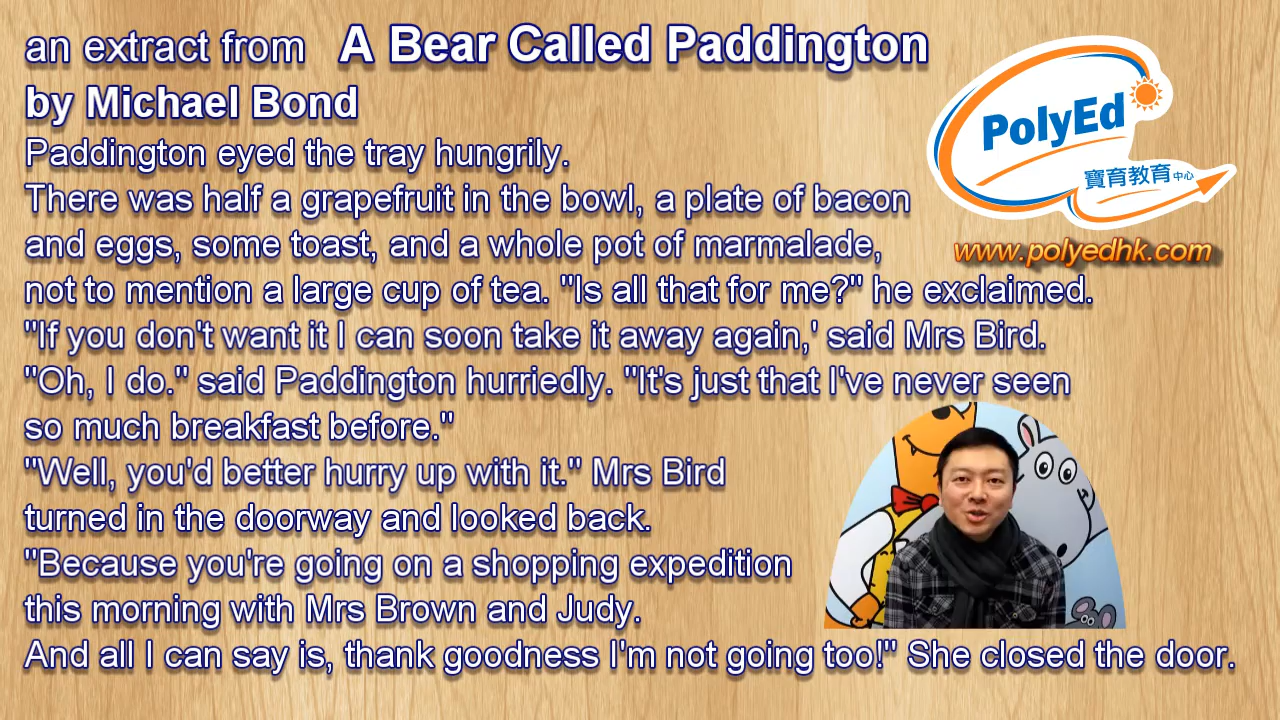 an extract from A Bear Called Paddington
by Michael Bond
Paddington eyed the tray hungrily.
There was half a grapefruit in the bowl, a plate of bacon
and eggs, some toast, and a whole pot of marmalade,
not to mention a large cup of tea. "Is all that for me?" he exclaimed.
"If you don't want it I can soon take it away again,' said Mrs Bird.
"Oh, I do." said Paddington hurriedly. "It's just that I've never seen
so much breakfast before."
"Well, you'd better hurry up with it." Mrs Bird
turned in the doorway and looked back.
"Because you're going on a shopping expedition
this morning with Mrs Brown and Judy.
And all I can say is, thank goodness I'm not going too!" She closed the door.
PolyEd
寶育教育中心
www.polyedhk.com